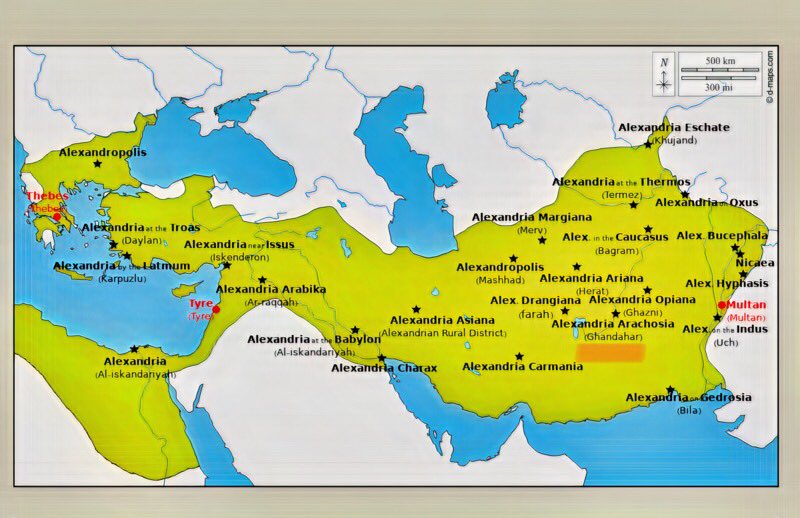 500 km
N
300 mi
© d-maps.com
Alexandria Eschate
(Khujand)
Alexandropolis
Alexandria at the Thermos
(Termez)
Thebes
(Thebes)
Alexandria on Oxus
Alexandria at the Troas
(Daylan)
Alexandria Margiana
(Merv)
Alexandria near Issus
(Iskenderon)
Alex. in the Caucasus
(Bagram)
Alex. Bucephala
Alexandria by the Latmum
(Karpuzlu)
Alexandropolis
(Mashhad)
Nicaea
Alexandria Ariana
(Herat)
Alex. Hyphasis
Alexandria Arabika
(Ar-raqqah)
Tyre
(Tyre)
Alex. Drangiana
(farah)
Alexandria Opiana
(Ghazni)
Multan
(Multan)
Alexandria Asiana
(Alexandrian Rural District)
Alexandria Arachosia
(Ghandahar)
Alex. on the Indus
(Uch)
Alexandria at the Babylon
(Al-iskandariyah)
Alexandria
(Al-iskandariyah)
Alexandria Charax
Alexandria Carmania
Alexandria on Gedrosia
(Bila)